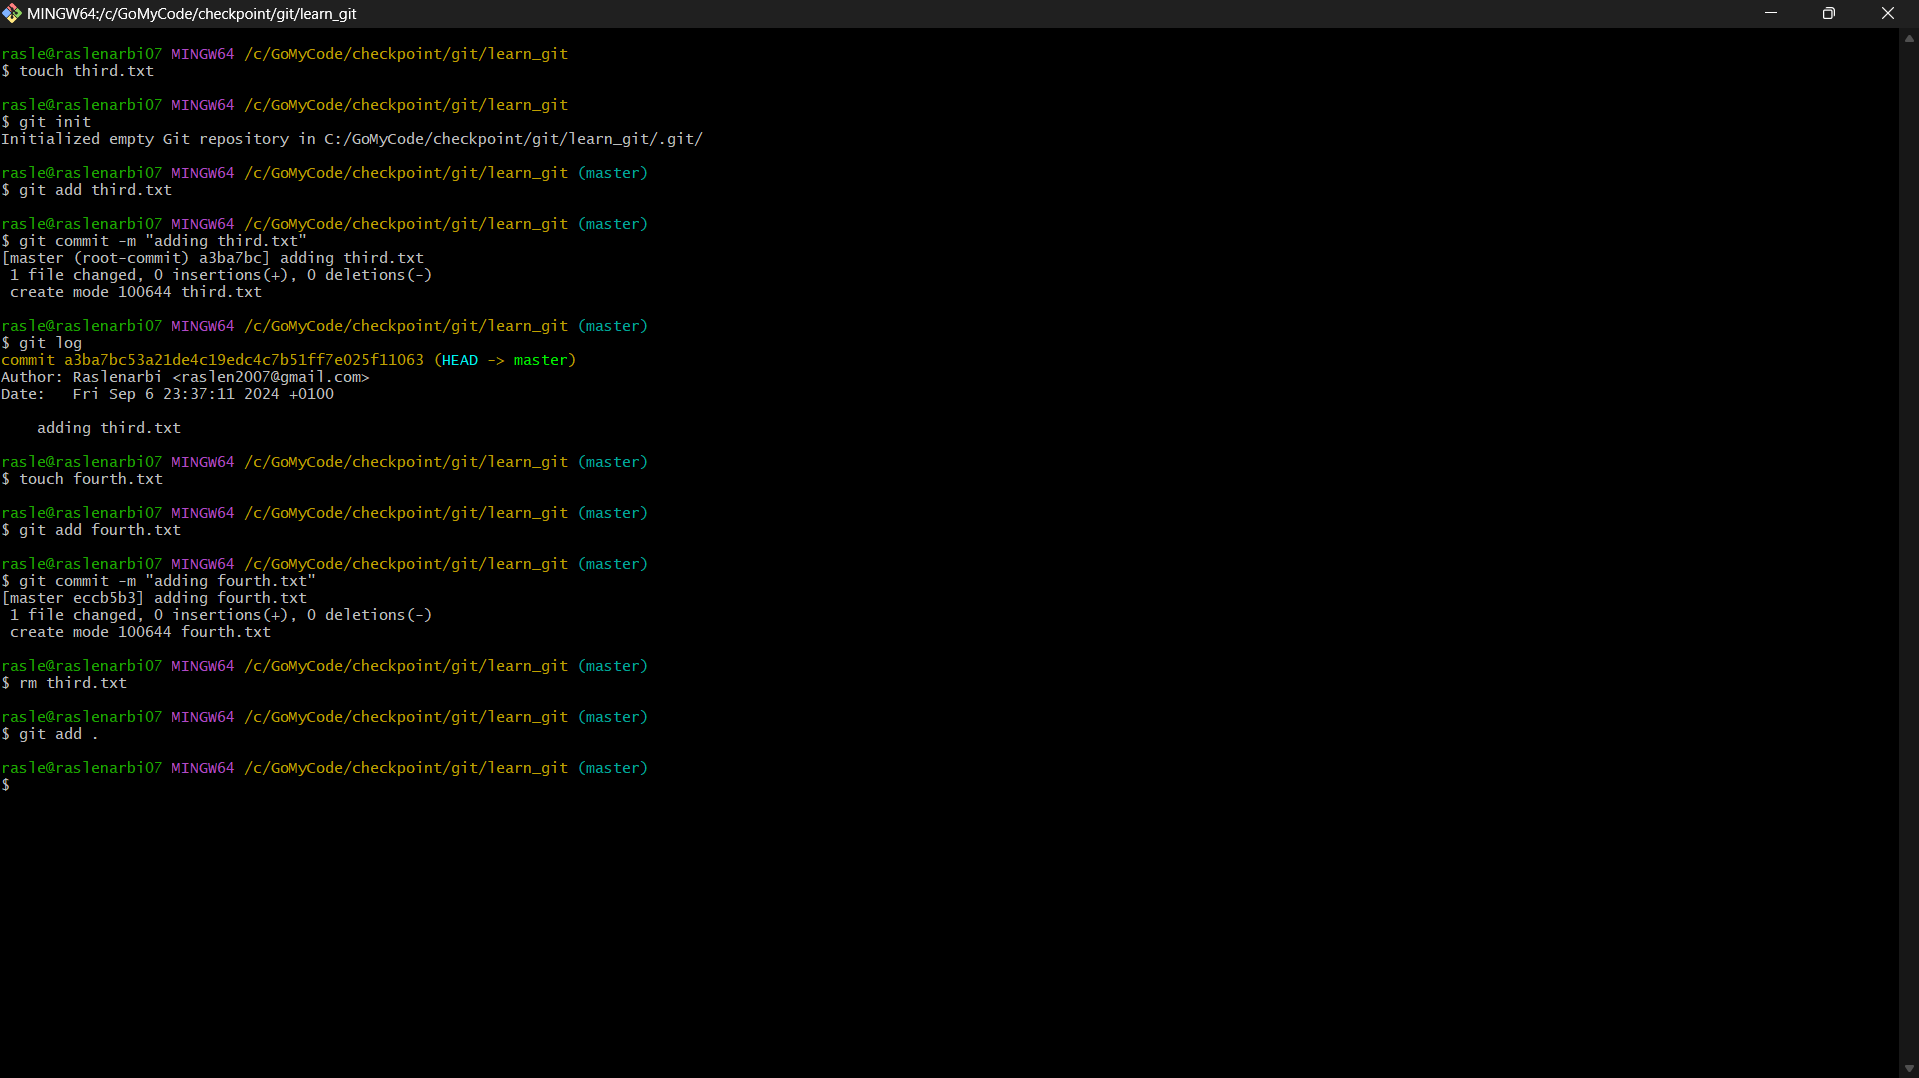 MINGW64:/c/GoMyCode/checkpoint/git/learn_git
rasle@raslenarbi07 MINGW64 /c/GoMyCode/checkpoint/git/learn_git
$ touch third.txt
rasle@raslenarbi07 MINGW64 /c/GoMyCode/checkpoint/git/learn_git
$ git init
Initialized empty Git repository in C:/GoMyCode/checkpoint/git/learn_git/.git/
rasle@raslenarbi07 MINGW64 /c/GoMyCode/checkpoint/git/learn_git (master)
$ git add third.txt
rasle@raslenarbi07 MINGW64 /c/GoMyCode/checkpoint/git/learn_git (master)
$ git commit -m "adding third.txt"
[master (root-commit) a3ba7bc] adding third.txt
 1 file changed, 0 insertions(+), 0 deletions(-)
 create mode 100644 third.txt
rasle@raslenarbi07 MINGW64 /c/GoMyCode/checkpoint/git/learn_git (master)
$ git log
commit a3ba7bc53a21de4c19edc4c7b51ff7e025f11063 (HEAD -> master)
Author: Raslenarbi <raslen2007@gmail.com>
Date:   Fri Sep 6 23:37:11 2024 +0100
    adding third.txt
rasle@raslenarbi07 MINGW64 /c/GoMyCode/checkpoint/git/learn_git (master)
$ touch fourth.txt
rasle@raslenarbi07 MINGW64 /c/GoMyCode/checkpoint/git/learn_git (master)
$ git add fourth.txt
rasle@raslenarbi07 MINGW64 /c/GoMyCode/checkpoint/git/learn_git (master)
$ git commit -m "adding fourth.txt"
[master eccb5b3] adding fourth.txt
 1 file changed, 0 insertions(+), 0 deletions(-)
 create mode 100644 fourth.txt
rasle@raslenarbi07 MINGW64 /c/GoMyCode/checkpoint/git/learn_git (master)
$ rm third.txt
rasle@raslenarbi07 MINGW64 /c/GoMyCode/checkpoint/git/learn_git (master)
$ git add .
rasle@raslenarbi07 MINGW64 /c/GoMyCode/checkpoint/git/learn_git (master)
$